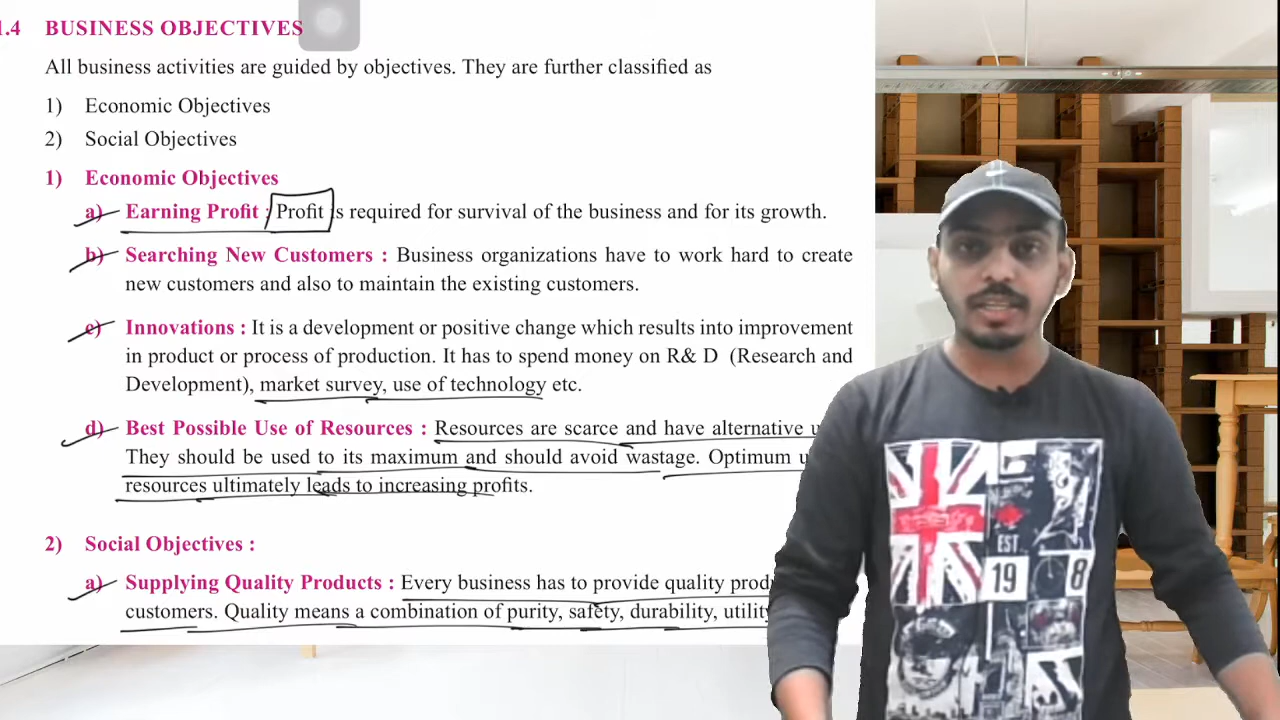 1.4 BUSINESS OBJECTIVES
All business activities are guided by objectives. They are further classified as
1) Economic Objectives
2) Social Objectives
1) Economic Objectives
a) Earning Profit : Profit is required for survival of the business and for its growth.
b) Searching New Customers : Business organizations have to work hard to create
new customers and also to maintain the existing customers.
c) Innovations : It is a development or positive change which results into improvement
in product or process of production. It has to spend money on R& D (Research and
Development), market survey, use of technology etc.
d) Best Possible Use of Resources : Resources are scarce and have alternative
They should be used to its maximum and should avoid wastage. Optimum
resources ultimately leads to increasing profits.
2) Social Objectives :
a) Supplying Quality Products : Every business has to provide quality
customers. Quality means a combination of purity, safety, durability, utility
EST
19 8